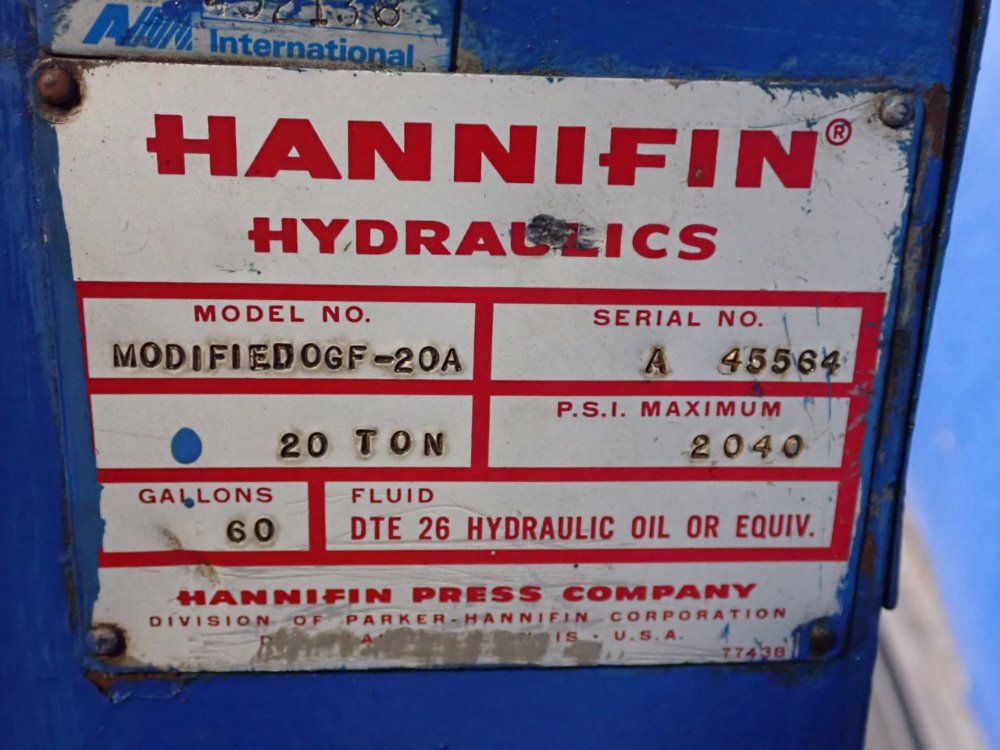 452138
International
HANNIFIN®
HYDRAULICS
MODEL NO.
MODIFIEDOGF-20A
SERIAL NO.
A 45564
20 TON
P.S.I. MAXIMUM
2040
GALLONS
60
FLUID
DTE 26 HYDRAULIC OIL OR EQUIV.
HANNIFIN PRESS COMPANY
DIVISION OF PARKER-HANNIFIN CORPORATION
U.S.A.
77438